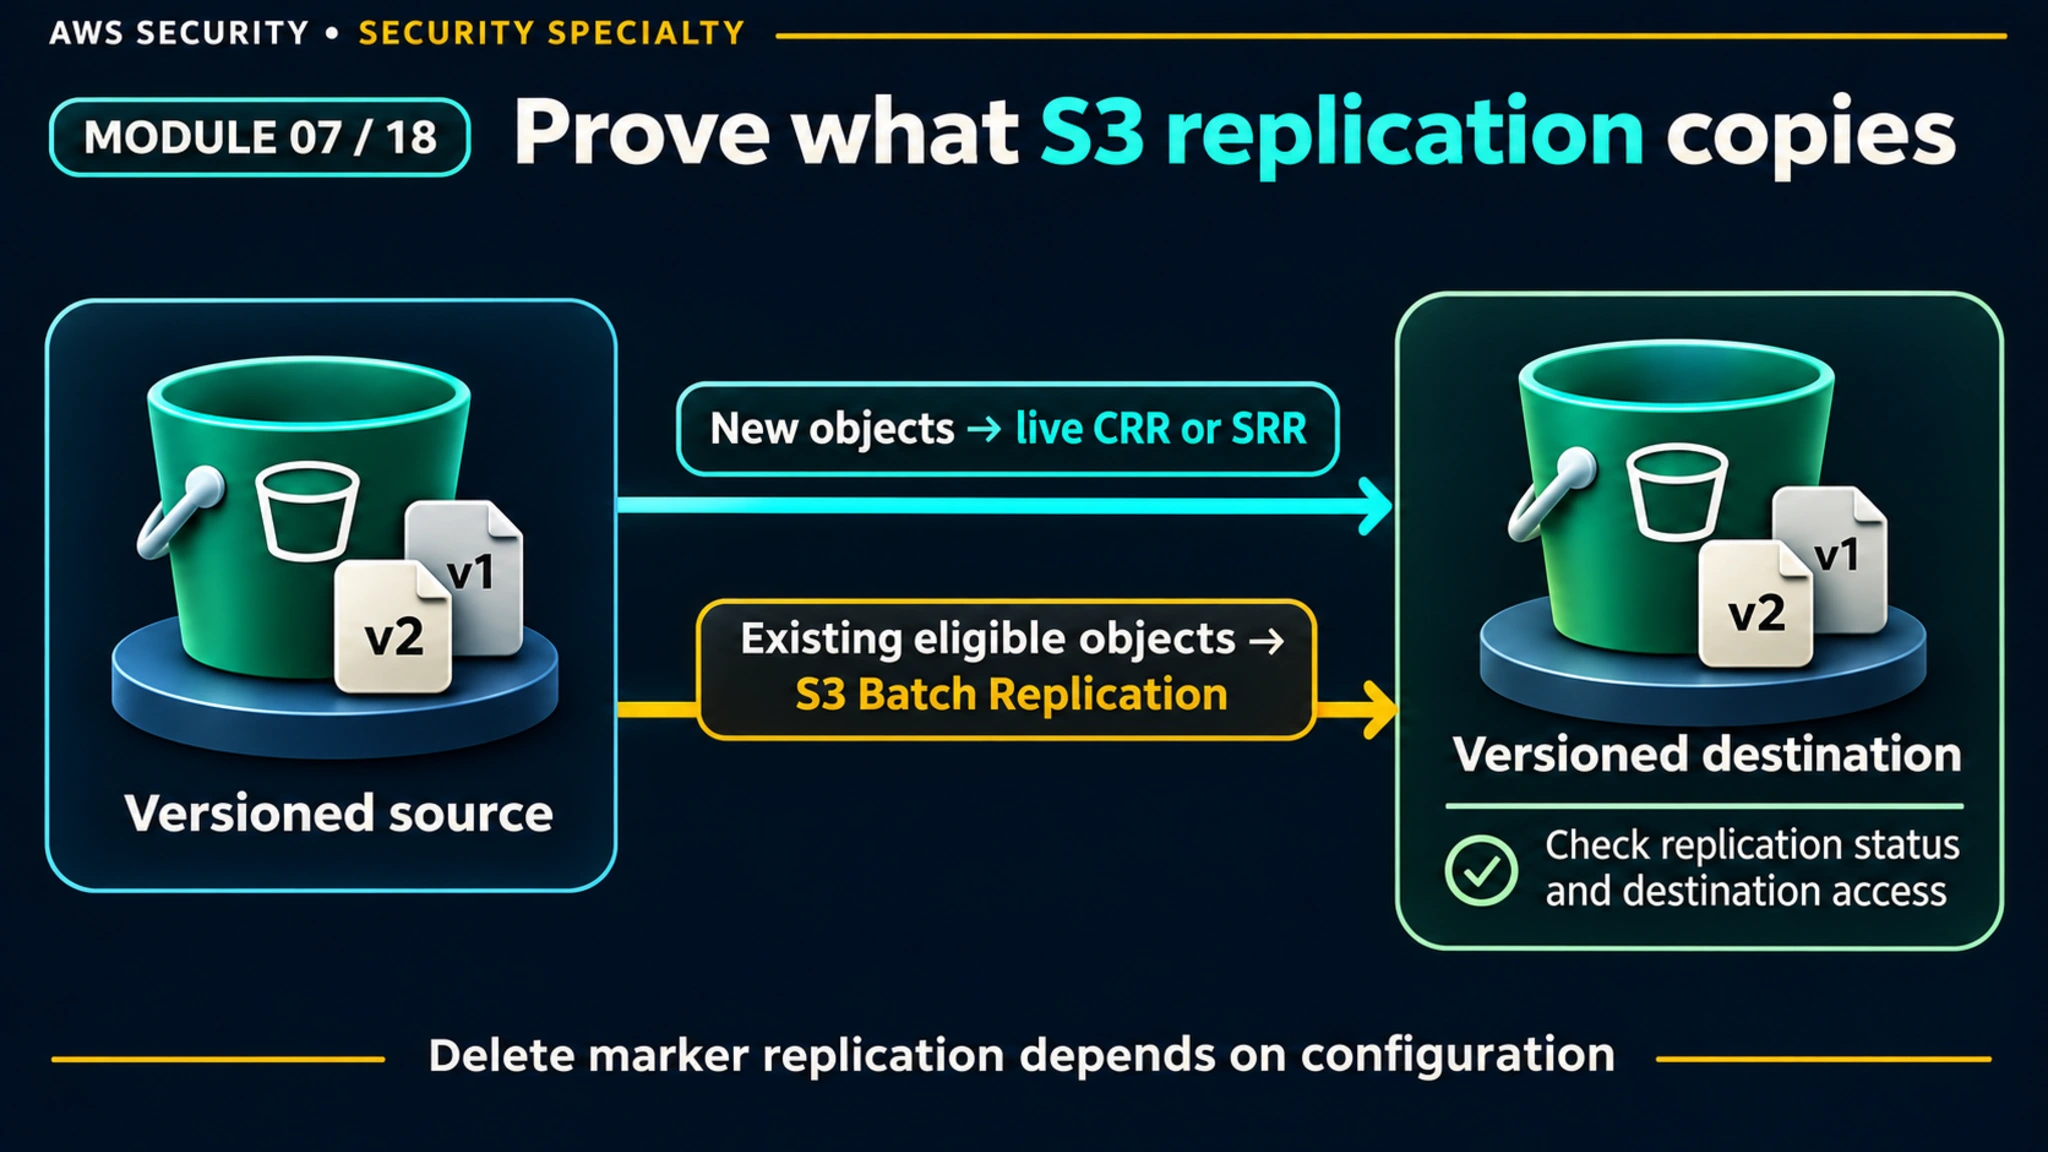 AWS SECURITY • SECURITY SPECIALTY
MODULE 07 / 18
Prove what S3 replication copies
v1
v2
Versioned source
New objects → live CRR or SRR
Existing eligible objects →
S3 Batch Replication
v1
v2
Versioned destination
Check replication status
and destination access
Delete marker replication depends on configuration